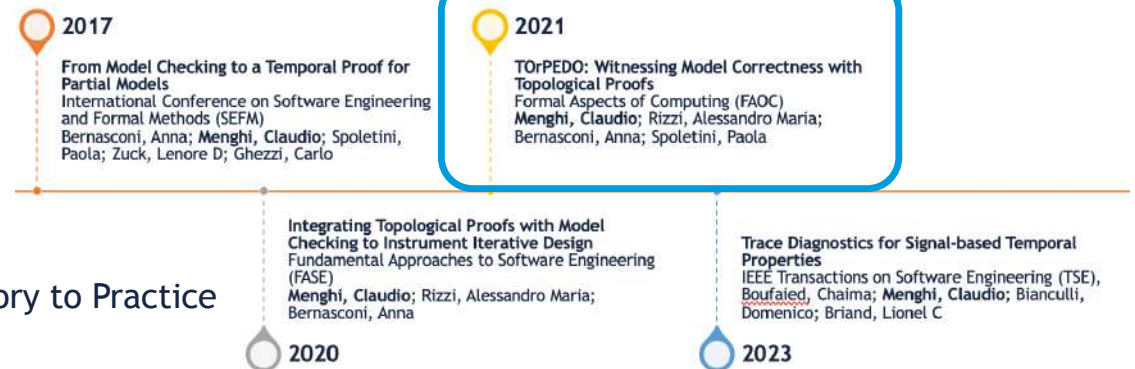 2017
From Model Checking to a Temporal Proof for
Partial Models
International Conference on Software Engineering
and Formal Methods (SEFM)
Bernasconi, Anna; Menghi, Claudio; Spoletini,
Paola; Zuck, Lenore D; Ghezzi, Carlo
2021
TOrPEDO: Witnessing Model Correctness with
Topological Proofs
Formal Aspects of Computing (FAOC)
Menghi, Claudio; Rizzi, Alessandro Maria;
Bernasconi, Anna; Spoletini, Paola
ory to Practice
Integrating Topological Proofs with Model
Checking to Instrument Iterative Design
Fundamental Approaches to Software Engineering
(FASE)
Menghi, Claudio; Rizzi, Alessandro Maria;
Bernasconi, Anna
2020
Trace Diagnostics for Signal-based Temporal
Properties
IEEE Transactions on Software Engineering (TSE),
Boufaied, Chaima; Menghi, Claudio; Bianculli,
Domenico; Briand, Lionel C
2023